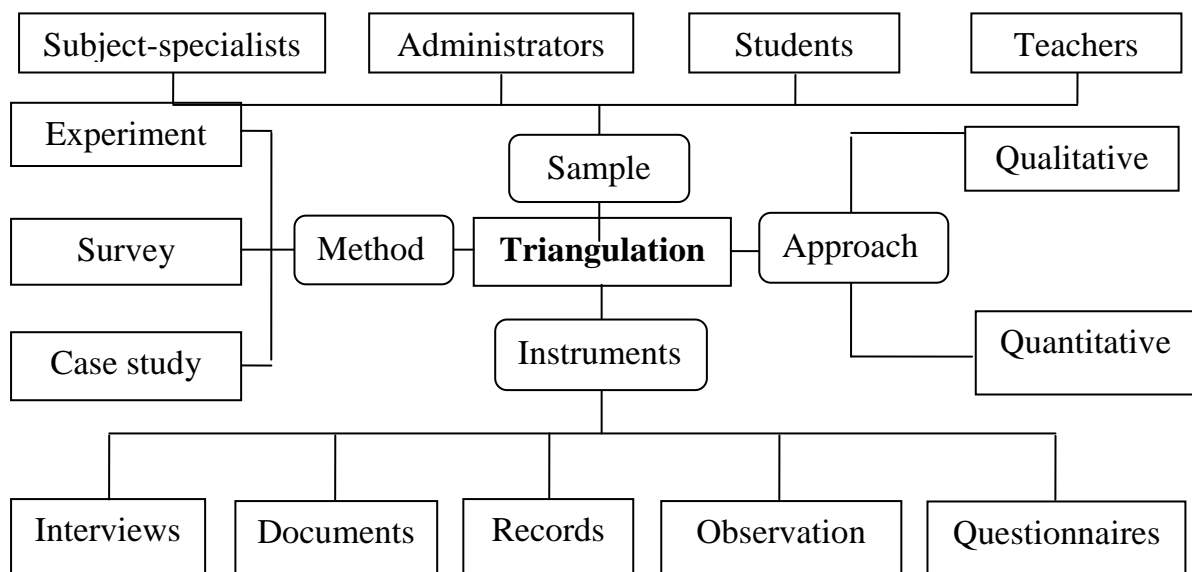 Subject-specialists
Administrators
Students
Teachers
Experiment
Sample
Qualitative
Survey
Method
Triangulation
Approach
Case study
Instruments
Quantitative
Interviews
Documents
Records
Observation
Questionnaires